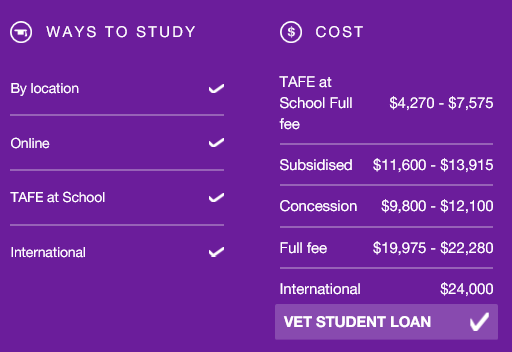 WAYS TO STUDY
By location
Online
TAFE at School
International
COST
TAFE at
School Full
fee
$4,270 - $7,575
Subsidised $11,600 - $13,915
Concession $9,800 - $12,100
Full fee $19,975 - $22,280
International $24,000
VET STUDENT LOAN